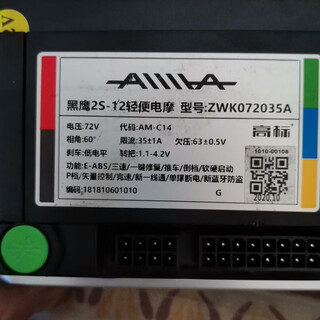 AIMA
黑鹰2S-12轻便电摩 型号:ZWK072035A
电压:72V 代码:AM-C14
相角:60° 限流:35±1A 欠压:63±0.5V
刹车:低电平 转把:1.1-4.2V
高标
功能:E-ABS/三速/一键修复/推车/倒档/软硬启动
P档/矢量控制/竞速/新一线通/单撑断电/新蓝牙防盗
编码:181810601010 G
1010-00108
2020.10